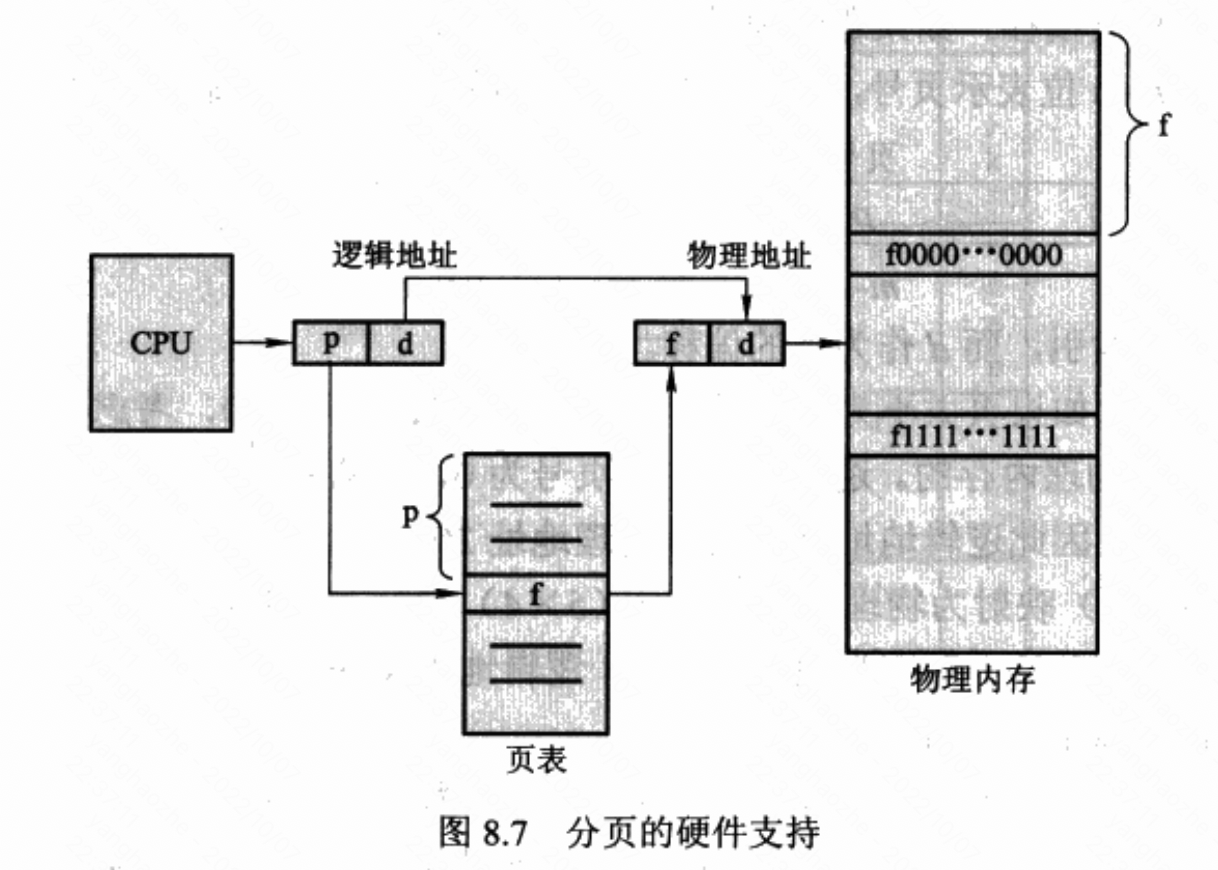 f
f0000···0000
逻辑地址
物理地址
CPU
p
d
f
d
f1111···1111
p
f
物理内存
页表
图 8.7 分页的硬件支持